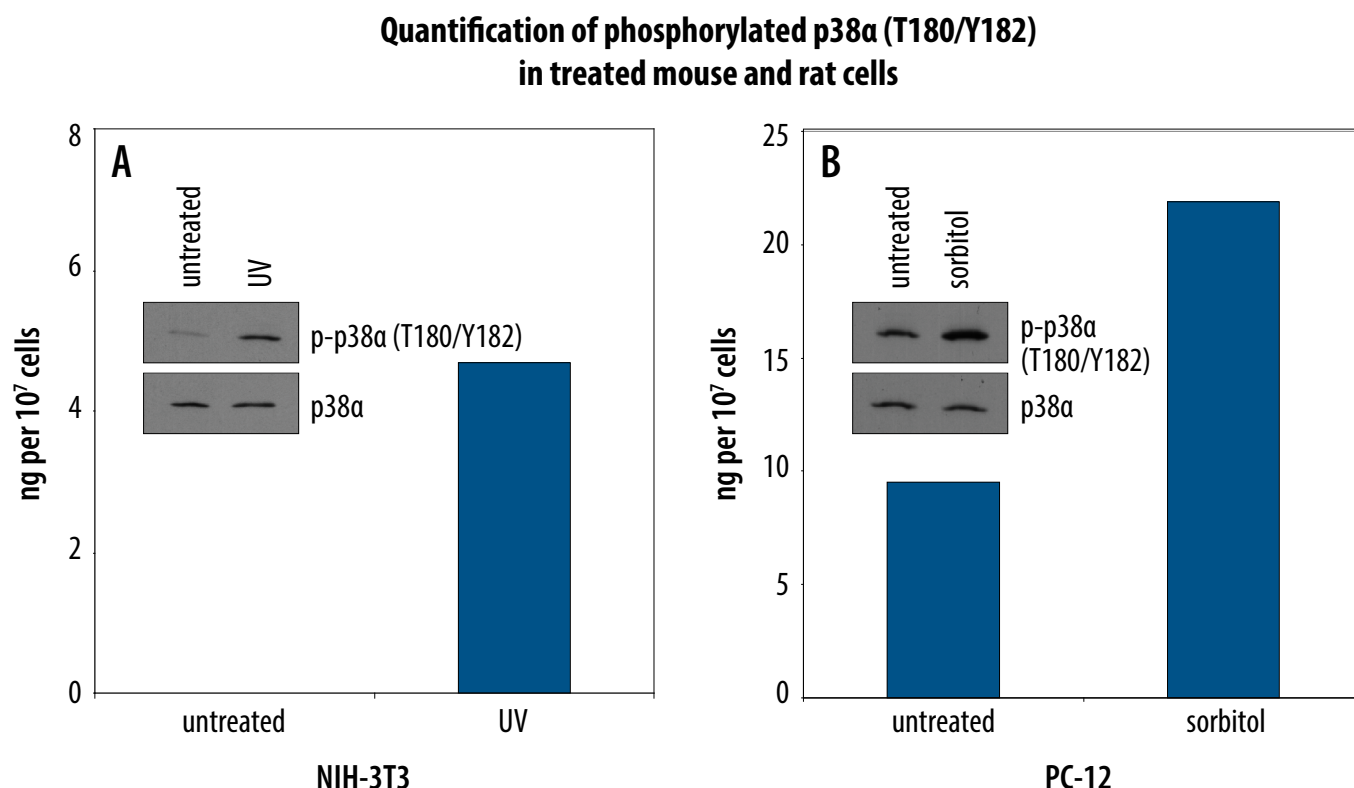 Quantification of phosphorylated p38α (T180/Y182)
in treated mouse and rat cells
A
8
6
4
2
0
ng per 10⁷ cells
untreated
UV
p-p38α (T180/Y182)
p38α
untreated
UV
NIH-3T3
B
25
20
15
10
5
0
ng per 10⁷ cells
untreated
sorbitol
p-p38α
(T180/Y182)
p38α
untreated
sorbitol
PC-12